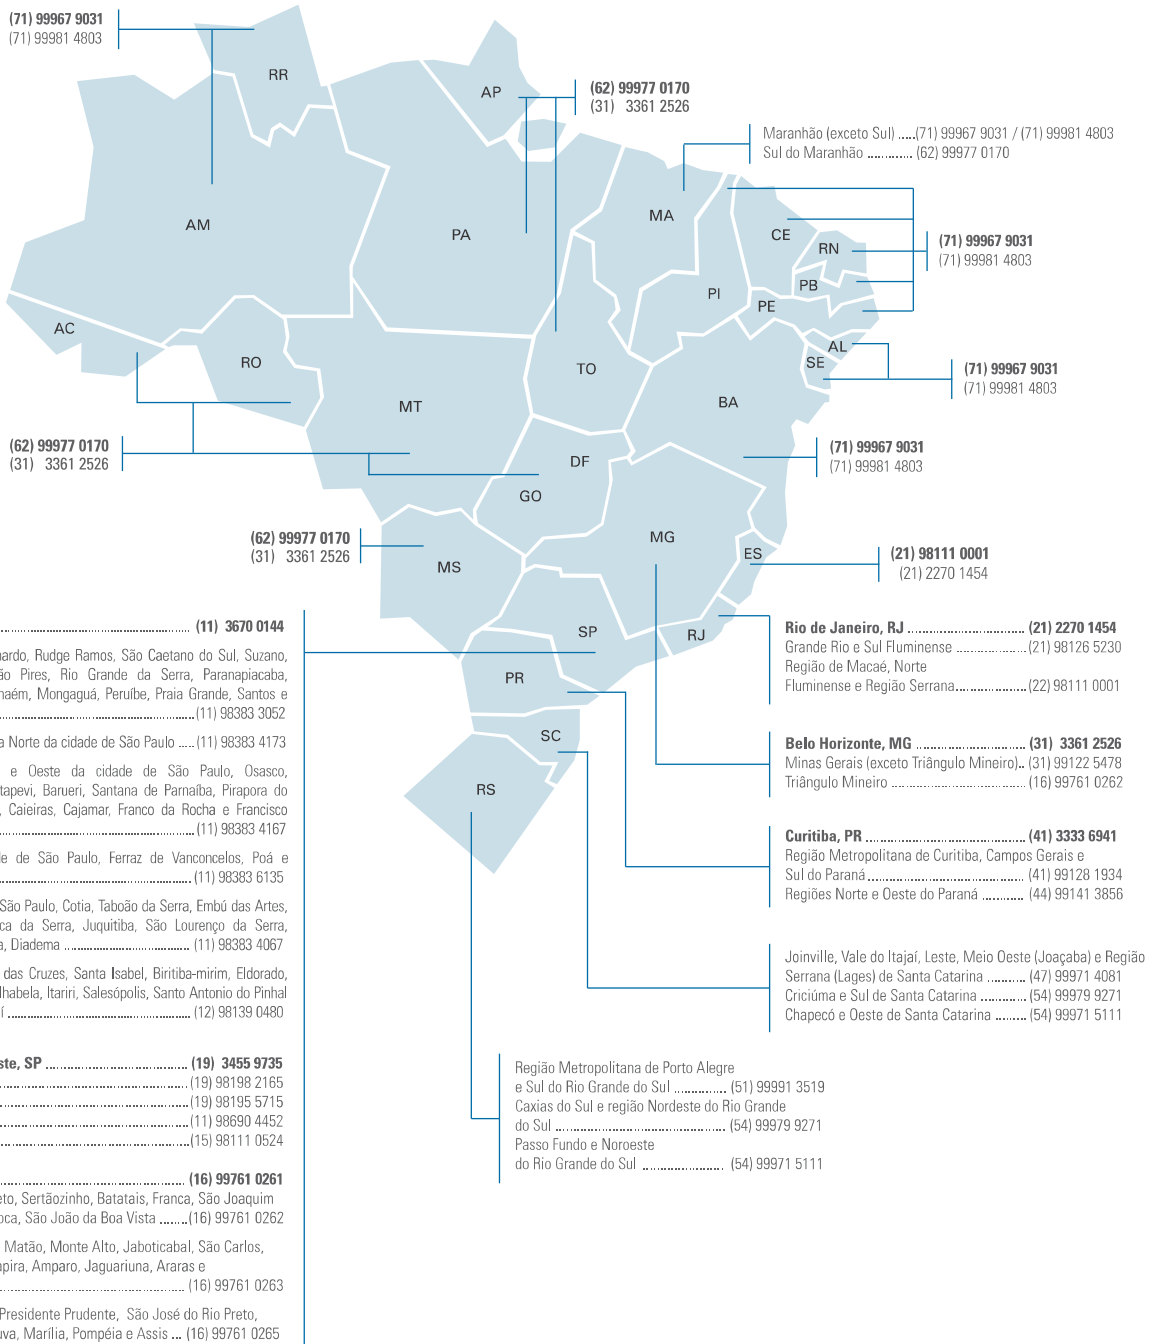 (71) 99967 9031
(71) 99981 4803
RR
AP
(62) 99977 0170
(31) 3361 2526
Maranhão (exceto Sul) .....(71) 99967 9031 / (71) 99981 4803
Sul do Maranhão ............ (62) 99977 0170
AM
PA
MA
CE
RN
PB
PI
PE
(71) 99967 9031
(71) 99981 4803
AC
RO
TO
AL
SE
(71) 99967 9031
(71) 99981 4803
MT
BA
(62) 99977 0170
(31) 3361 2526
DF
GO
(71) 99967 9031
(71) 99981 4803
(62) 99977 0170
(31) 3361 2526
MS
MG
ES
(21) 98111 0001
(21) 2270 1454
SP
RJ
PR
SC
RS
(11) 3670 0144
Rudge Ramos, São Caetano do Sul, Suzano,
Pires, Rio Grande da Serra, Paranapiacaba,
Mongaguá, Peruíbe, Praia Grande, Santos e
(11) 98383 3052
Norte da cidade de São Paulo ..... (11) 98383 4173
e Oeste da cidade de São Paulo, Osasco,
Barueri, Santana de Parnaíba, Pirapora do
Caieiras, Cajamar, Franco da Rocha e Francisco
(11) 98383 4167
de São Paulo, Ferraz de Vanconcelos, Poá e
(11) 98383 6135
São Paulo, Cotia, Taboão da Serra, Embú das Artes,
da Serra, Juquitiba, São Lourenço da Serra,
Diadema ............ (11) 98383 4067
das Cruzes, Santa Isabel, Biritiba-mirim, Eldorado,
Itariri, Salesópolis, Santo Antonio do Pinhal
(12) 98139 0480
SP ............ (19) 3455 9735
(19) 98198 2165
(19) 98195 5715
(11) 98690 4452
(15) 98111 0524
(16) 99761 0261
Sertãozinho, Batatais, Franca, São Joaquim
São João da Boa Vista ....... (16) 99761 0262
Matão, Monte Alto, Jaboticabal, São Carlos,
Amparo, Jaguariuna, Araras e
(16) 99761 0263
Presidente Prudente, São José do Rio Preto,
Marília, Pompéia e Assis ... (16) 99761 0265
Rio de Janeiro, RJ ............ (21) 2270 1454
Grande Rio e Sul Fluminense ............ (21) 98126 5230
Região de Macaé, Norte
Fluminense e Região Serrana............ (22) 98111 0001
Belo Horizonte, MG ............ (31) 3361 2526
Minas Gerais (exceto Triângulo Mineiro).. (31) 99122 5478
Triângulo Mineiro ............ (16) 99761 0262
Curitiba, PR ............ (41) 3333 6941
Região Metropolitana de Curitiba, Campos Gerais e
Sul do Paraná ............ (41) 99128 1934
Regiões Norte e Oeste do Paraná ............ (44) 99141 3856
Joinville, Vale do Itajaí, Leste, Meio Oeste (Joaçaba) e Região
Serrana (Lages) de Santa Catarina ......... (47) 99971 4081
Criciúma e Sul de Santa Catarina ............ (54) 99979 9271
Chapecó e Oeste de Santa Catarina ........ (54) 99971 5111
Região Metropolitana de Porto Alegre
e Sul do Rio Grande do Sul ............ (51) 99991 3519
Caxias do Sul e região Nordeste do Rio Grande
do Sul ............ (54) 99979 9271
Passo Fundo e Noroeste
do Rio Grande do Sul ............ (54) 99971 5111